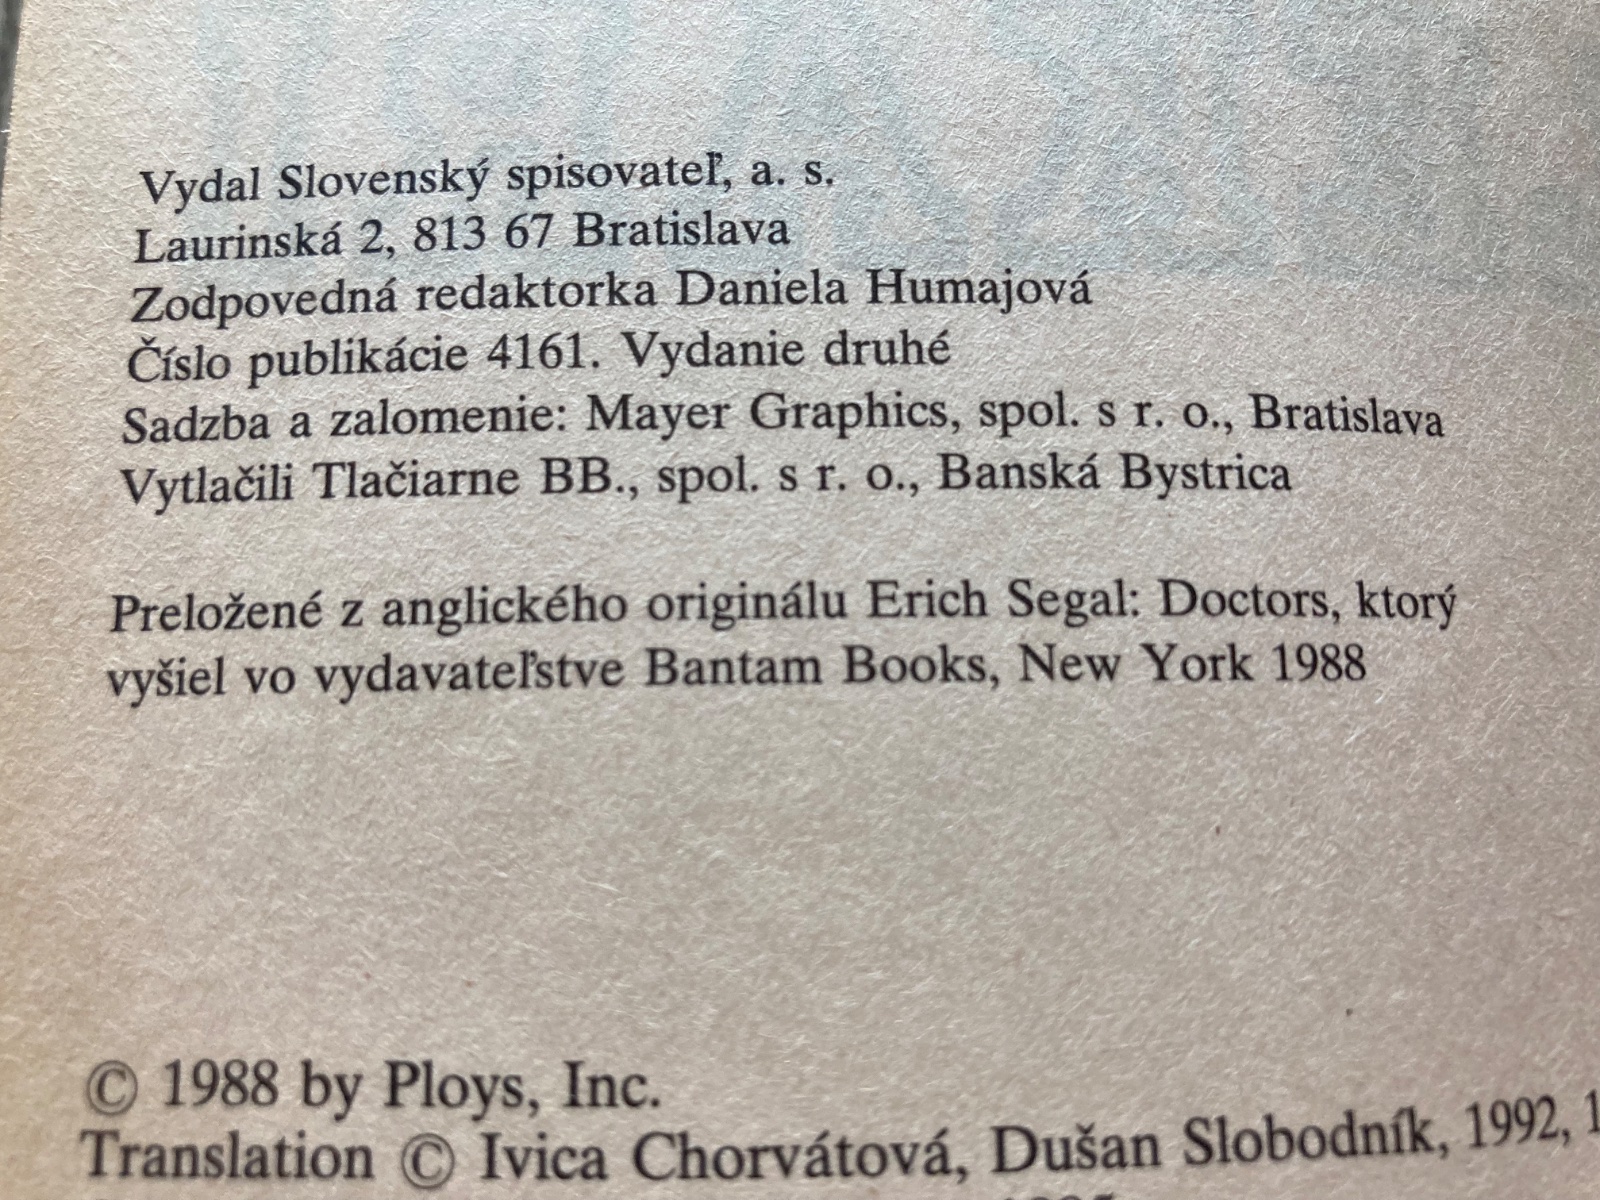 Vydal Slovenský spisovateľ, a. s.
Laurinská 2, 813 67 Bratislava
Zodpovedná redaktorka Daniela Humajová
Číslo publikácie 4161. Vydanie druhé
Sadzba a zalomenie: Mayer Graphics, spol. s r. o., Bratislava
Vytlačili Tlačiarne BB., spol. s r. o., Banská Bystrica
Preložené z anglického originálu Erich Segal: Doctors, ktorý
vyšiel vo vydavateľstve Bantam Books, New York 1988
© 1988 by Ploys, Inc.
Translation © Ivica Chorvátová, Dušan Slobodník, 1992,